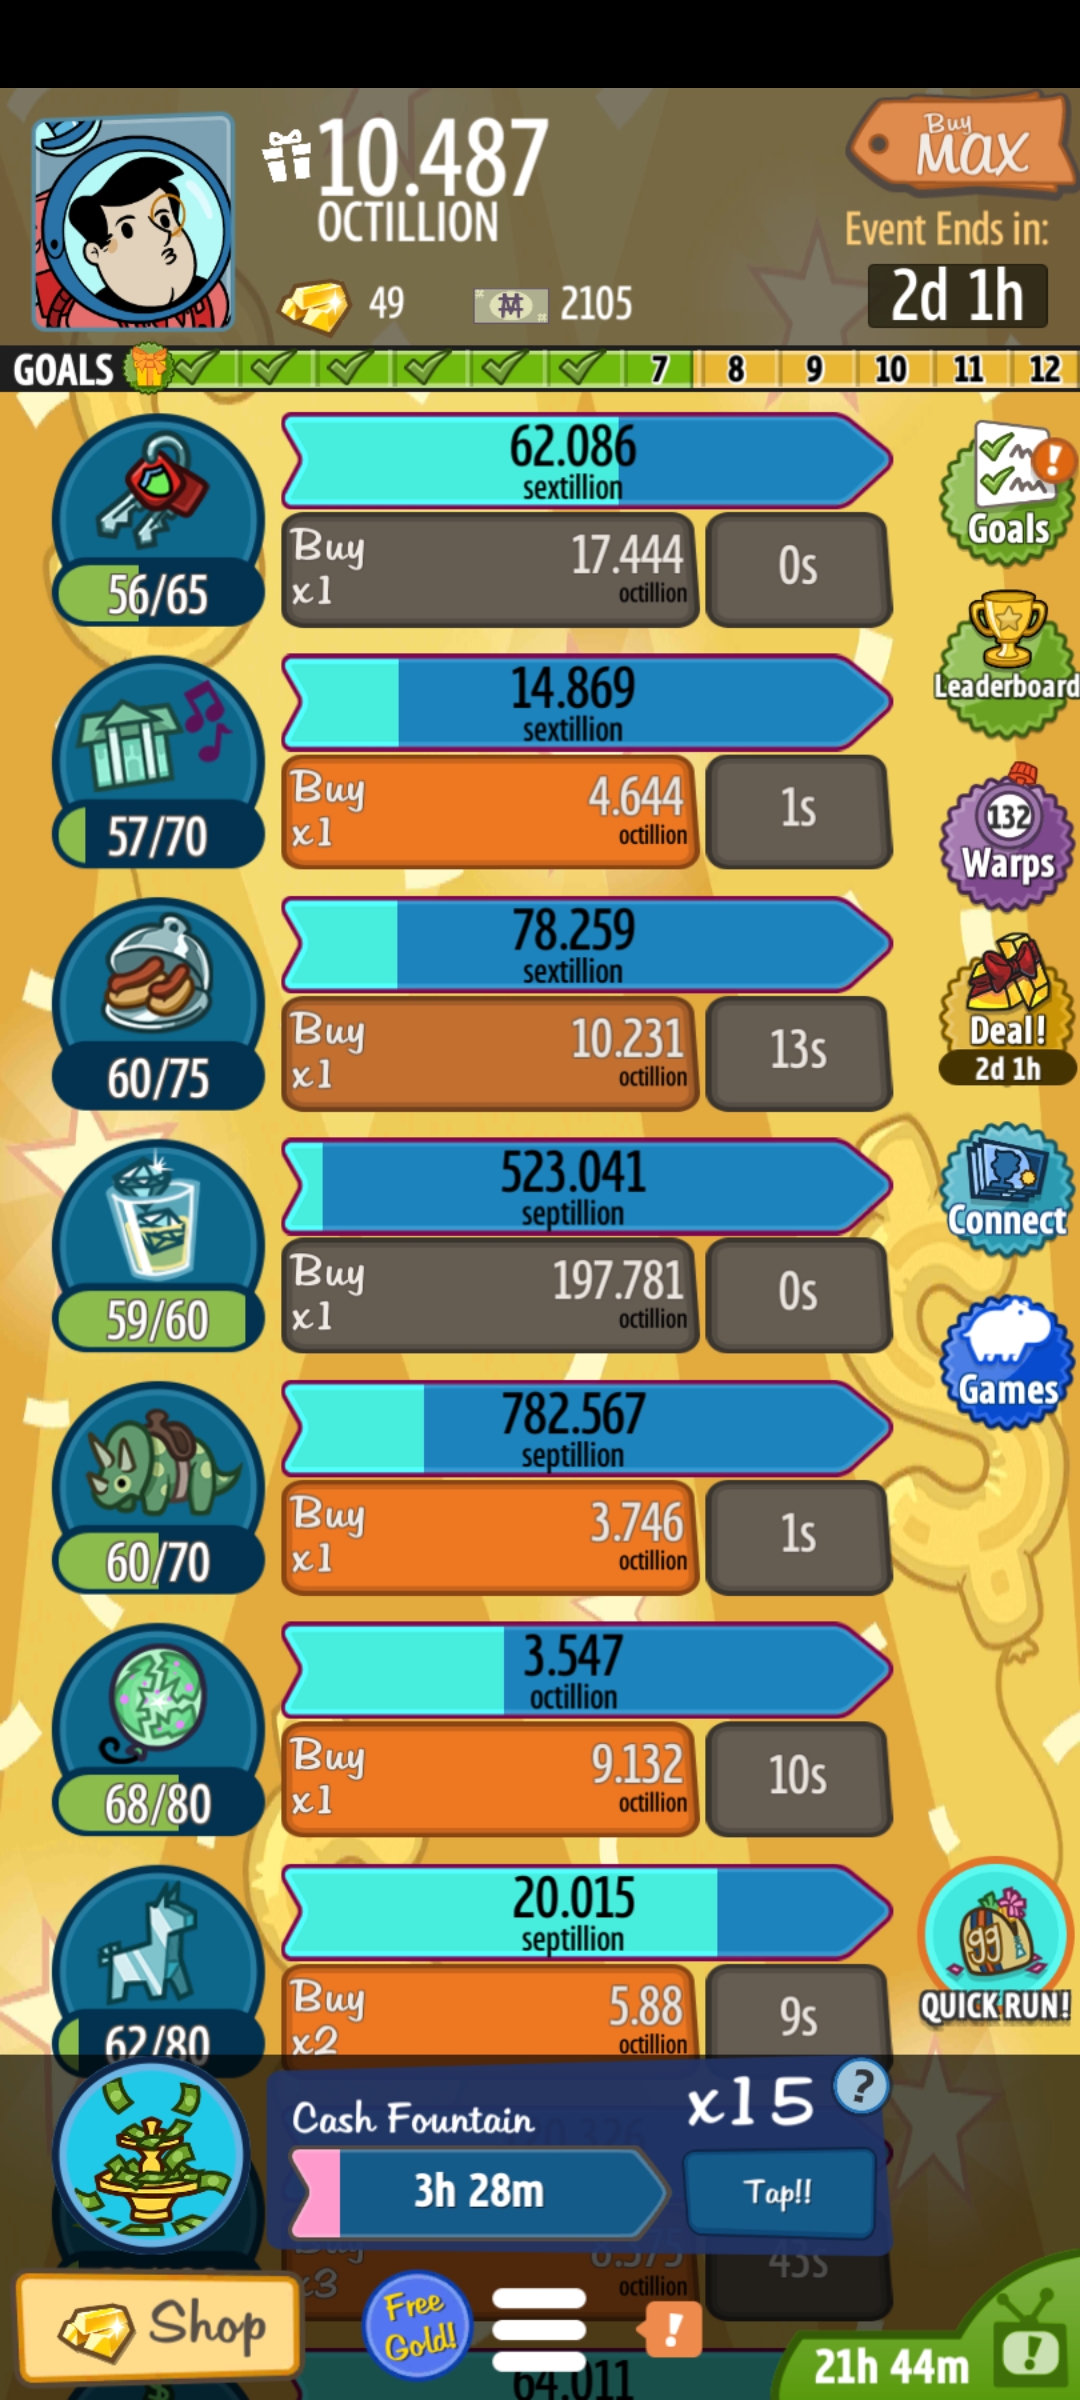 10.487
OCTILLION
Buy
MAX
Event Ends in:
49
2105
2d 1h
GOALS
7 8 9 10 11 12
62.086
sextillion
Buy
x1
17.444
octillion
0s
56/65
Goals
14.869
sextillion
Buy
x1
4.644
octillion
1s
57/70
Leaderboard
132
Warps
78.259
sextillion
Buy
x1
10.231
octillion
13s
60/75
Deal!
2d 1h
523.041
septillion
Buy
x1
197.781
octillion
0s
59/60
Connect
782.567
septillion
Buy
x1
3.746
octillion
1s
60/70
Games
3.547
octillion
Buy
x1
9.132
octillion
10s
68/80
20.015
septillion
Buy
x2
5.88
octillion
9s
62/80
gg
QUICK RUN!
Cash Fountain
x15
?
3h 28m
Tap!!
Buy
x3
octillion
43s
Shop
Free
Gold!
!
21h 44m
64.011